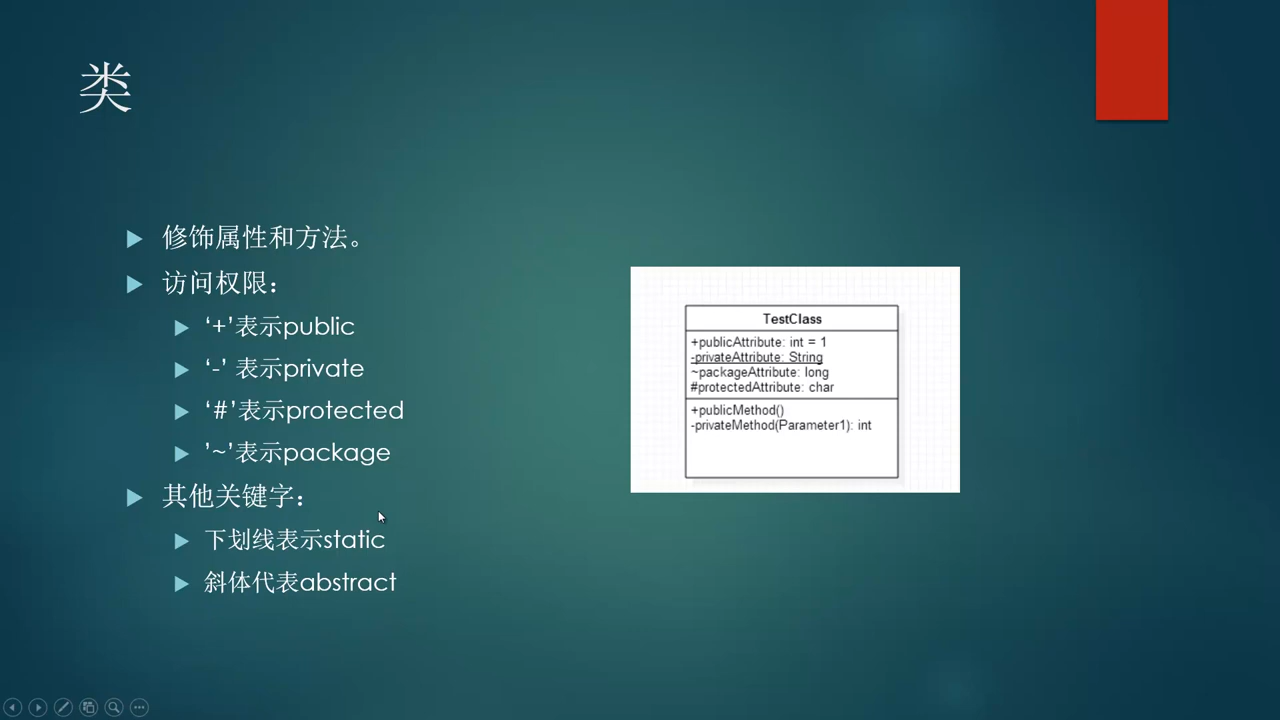 类
修饰属性和方法。
访问权限：
‘+’表示public
‘-’ 表示private
‘#’表示protected
’~’表示package
其他关键字：
下划线表示static
斜体代表abstract
TestClass
+publicAttribute: int = 1
-privateAttribute: String
~packageAttribute: long
#protectedAttribute: char
+publicMethod()
-privateMethod(Parameter1): int